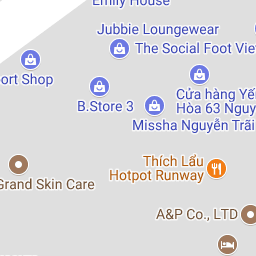 Emily House
Jubbie Loungewear
The Social Foot Viet
port Shop
B.Store 3
Cửa hàng Yế
Hòa 63 Nguy
Missha Nguyễn Trãi
Thích Lẩu
Hotpot Runway
Grand Skin Care
A&P Co., LTD